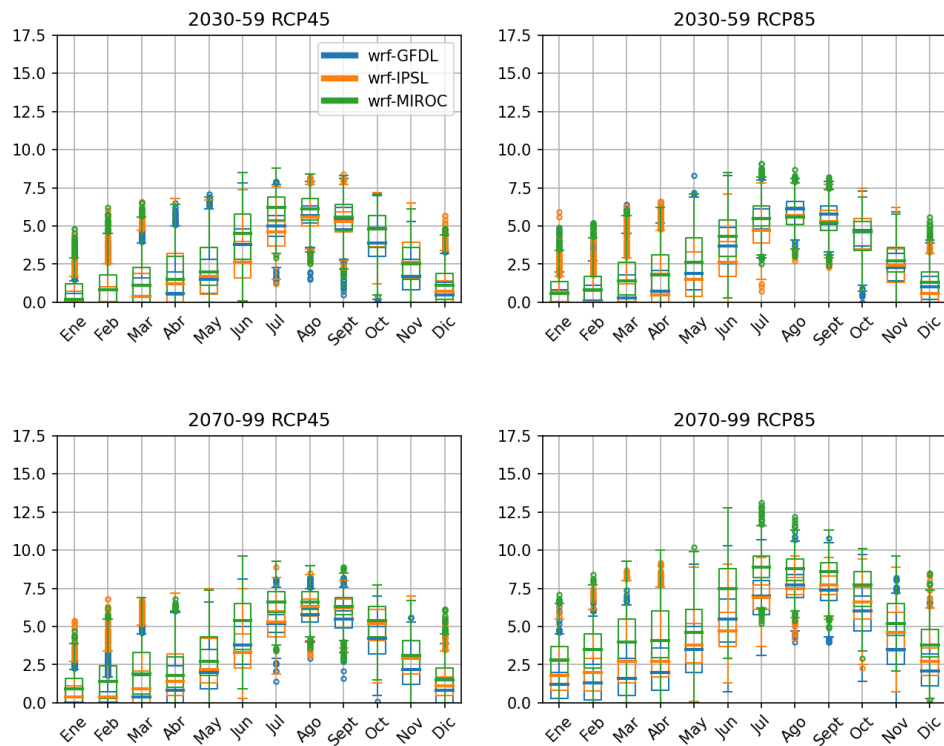 2030-59 RCP45
17.5
15.0
12.5
10.0
7.5
5.0
2.5
0.0
wrf-GFDL
wrf-IPSL
wrf-MIROC
Ene Feb Mar Abr May Jun Jul Ago Sept Oct Nov Dic
2030-59 RCP85
17.5
15.0
12.5
10.0
7.5
5.0
2.5
0.0
Ene Feb Mar Abr May Jun Jul Ago Sept Oct Nov Dic
2070-99 RCP45
17.5
15.0
12.5
10.0
7.5
5.0
2.5
0.0
Ene Feb Mar Abr May Jun Jul Ago Sept Oct Nov Dic
2070-99 RCP85
17.5
15.0
12.5
10.0
7.5
5.0
2.5
0.0
Ene Feb Mar Abr May Jun Jul Ago Sept Oct Nov Dic